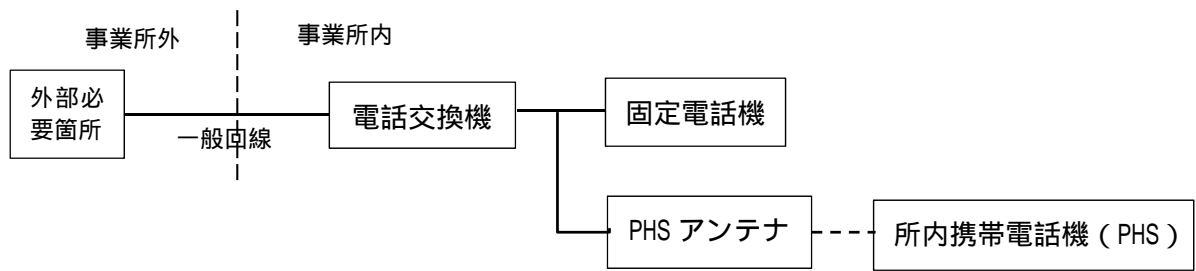 事業所外
事業所内
外部必
要箇所
一般回線
電話交換機
固定電話機
PHS アンテナ
所内携帯電話機(PHS)